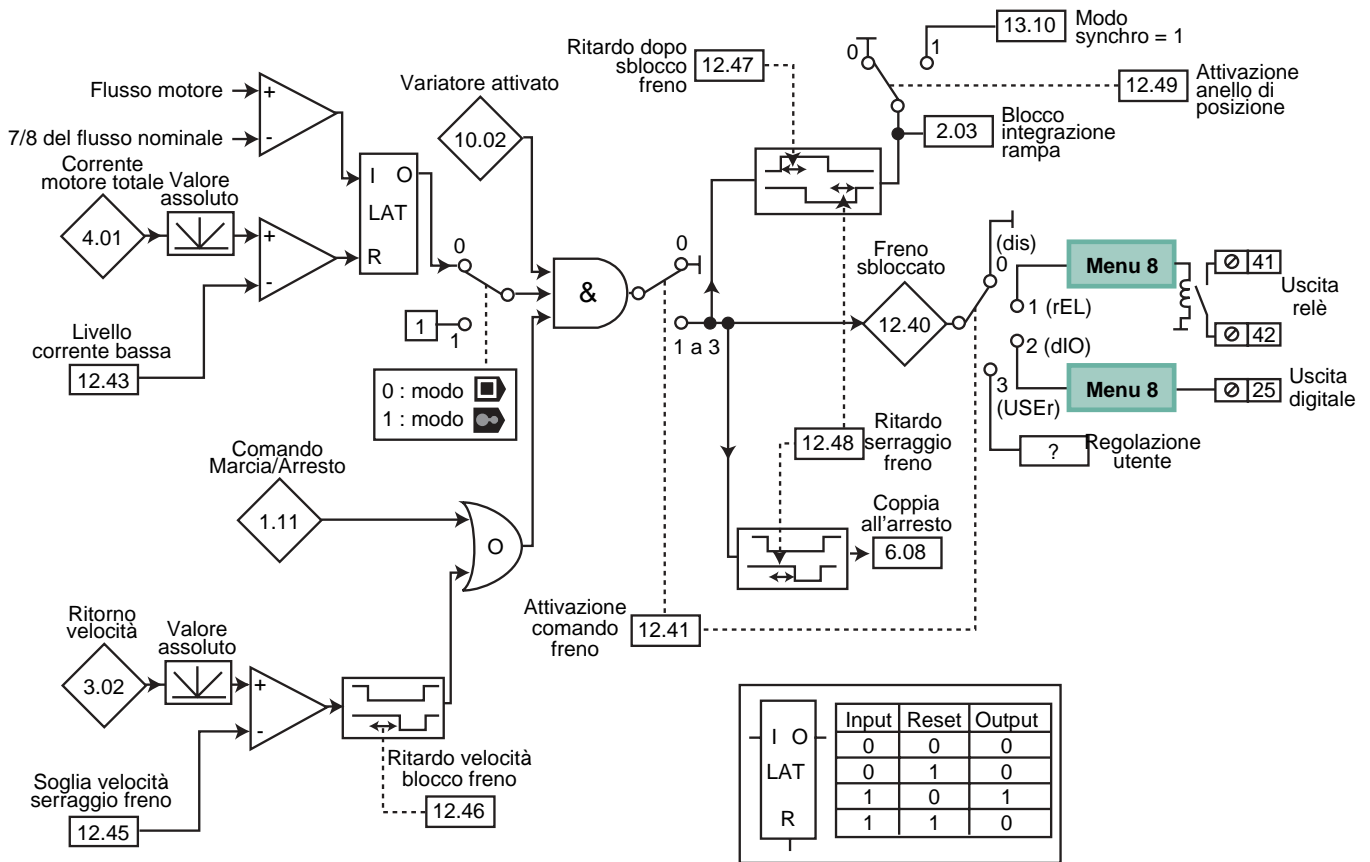 Flusso motore
+
7/8 del flusso nominale
-
Corrente
motore totale
4.01
Valore
assoluto
+
-
Livello
corrente bassa
12.43
I O
LAT
R
Variatore attivato
10.02
0
1
1
0 : modo
1 : modo
&
0
1 a 3
Ritardo dopo
sblocco
freno
12.47
0
1
13.10
Modo
synchro = 1
12.49
Attivazione
anello di
posizione
2.03
Blocco
integrazione
rampa
Freno
sbloccato
12.40
(dis)
0
1 (rEL)
2 (dIO)
3
(USEr)
Menu 8
41
42
Uscita
relè
Menu 8
25
Uscita
digitale
?
Regolazione
utente
12.48
Ritardo
serraggio
freno
Coppia
all'arresto
6.08
Comando
Marcia/Arresto
1.11
O
Attivazione
comando
freno
12.41
Ritorno
velocità
3.02
Valore
assoluto
+
-
Soglia velocità
serraggio freno
12.45
Ritardo velocità
blocco freno
12.46
I O
LAT
R
Input Reset Output
0 0 0
0 1 0
1 0 1
1 1 0